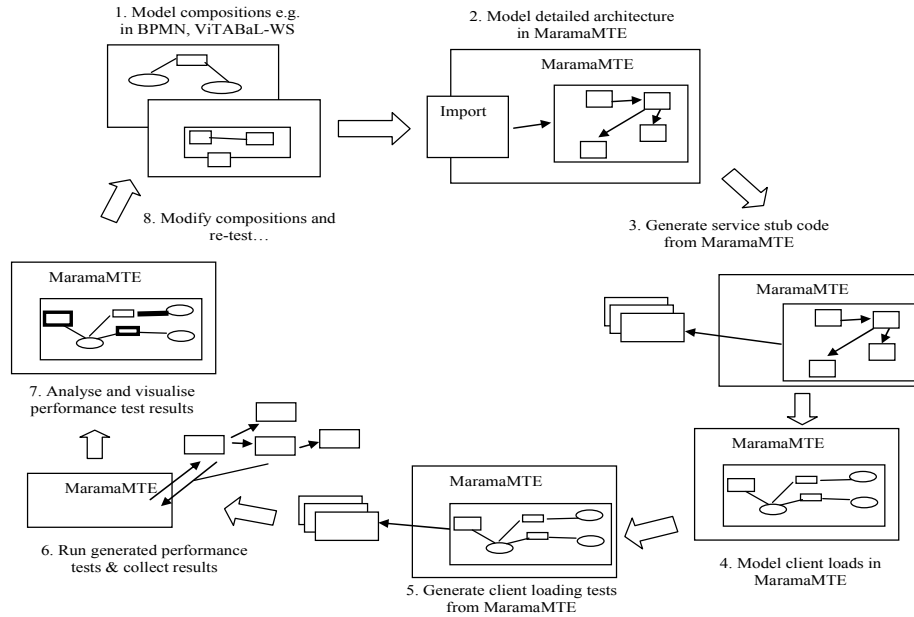 1. Model compositions e.g.
in BPMN, ViTABaL-WS
2. Model detailed architecture
in MaramaMTE
MaramaMTE
Import
3. Generate service stub code
from MaramaMTE
MaramaMTE
MaramaMTE
4. Model client loads in
MaramaMTE
MaramaMTE
5. Generate client loading tests
from MaramaMTE
MaramaMTE
6. Run generated performance
tests & collect results
MaramaMTE
7. Analyse and visualise
performance test results
8. Modify compositions and
re-test…